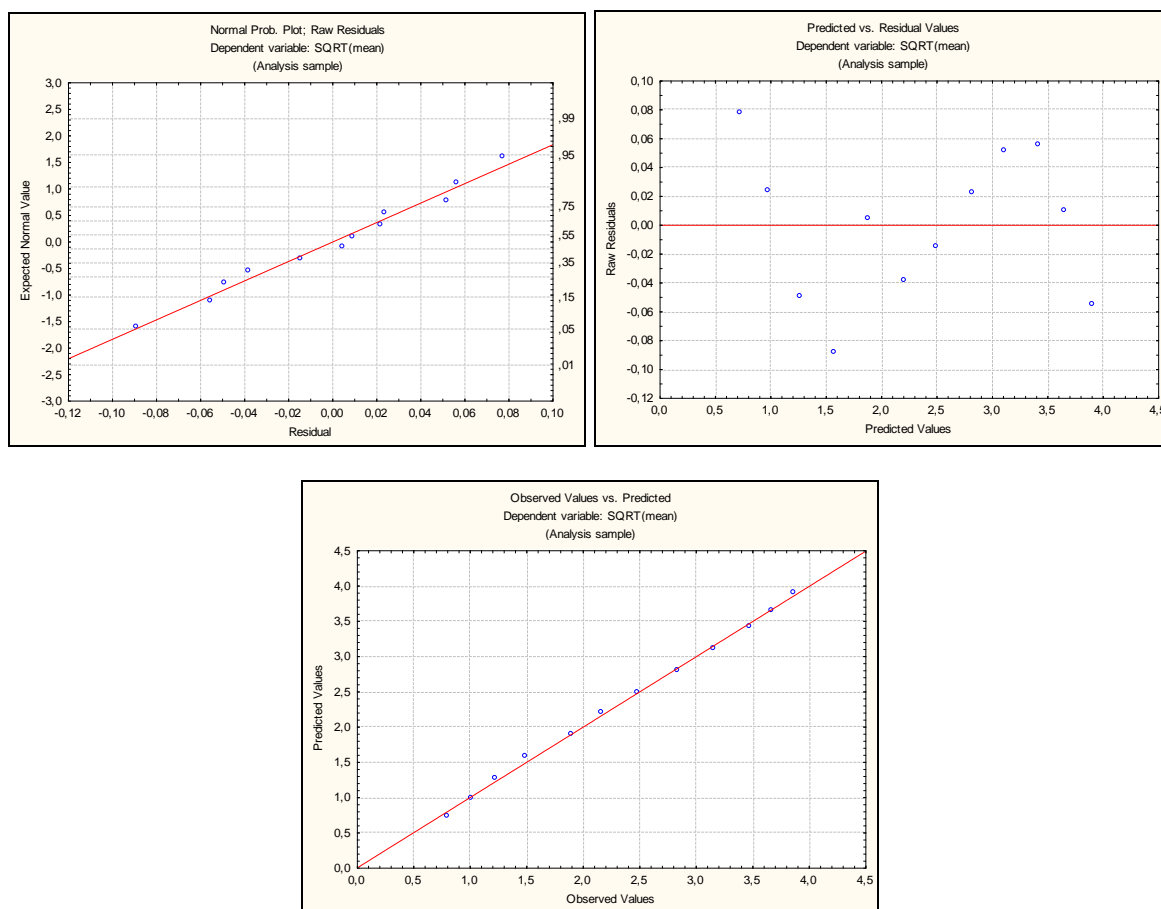 Normal Prob. Plot; Raw Residuals
Dependent variable: SQRT(mean)
(Analysis sample)
3,0
2,5
2,0
1,5
1,0
0,5
0,0
-0,5
-1,0
-1,5
-2,0
-2,5
-3,0
Expected Normal Value
,99
,95
,75
,55
,35
,15
,05
,01
-0,12 -0,10 -0,08 -0,06 -0,04 -0,02 0,00 0,02 0,04 0,06 0,08 0,10
Residual
Predicted vs. Residual Values
Dependent variable: SQRT(mean)
(Analysis sample)
0,10
0,08
0,06
0,04
0,02
0,00
-0,02
-0,04
-0,06
-0,08
-0,10
-0,12
Raw Residuals
0,0 0,5 1,0 1,5 2,0 2,5 3,0 3,5 4,0 4,5
Predicted Values
Observed Values vs. Predicted
Dependent variable: SQRT(mean)
(Analysis sample)
4,5
4,0
3,5
3,0
2,5
2,0
1,5
1,0
0,5
0,0
Predicted Values
0,0 0,5 1,0 1,5 2,0 2,5 3,0 3,5 4,0 4,5
Observed Values